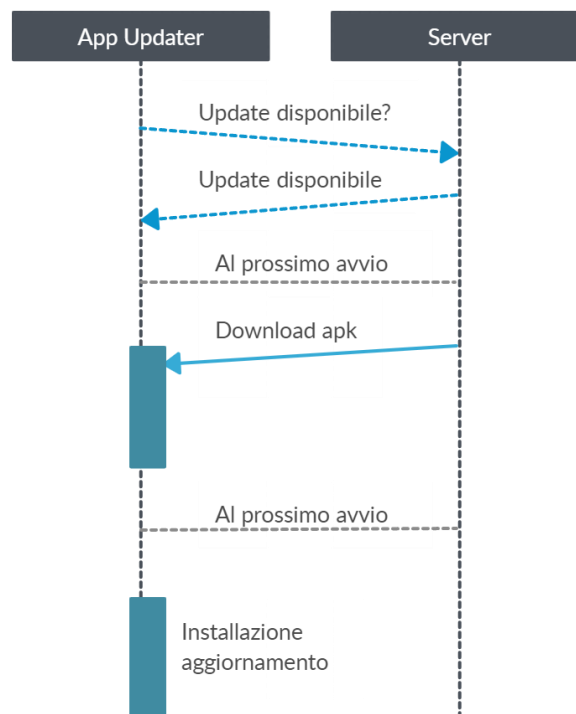 App Updater
Server
Update disponibile?
Update disponibile
Al prossimo avvio
Download apk
Al prossimo avvio
Installazione
aggiornamento